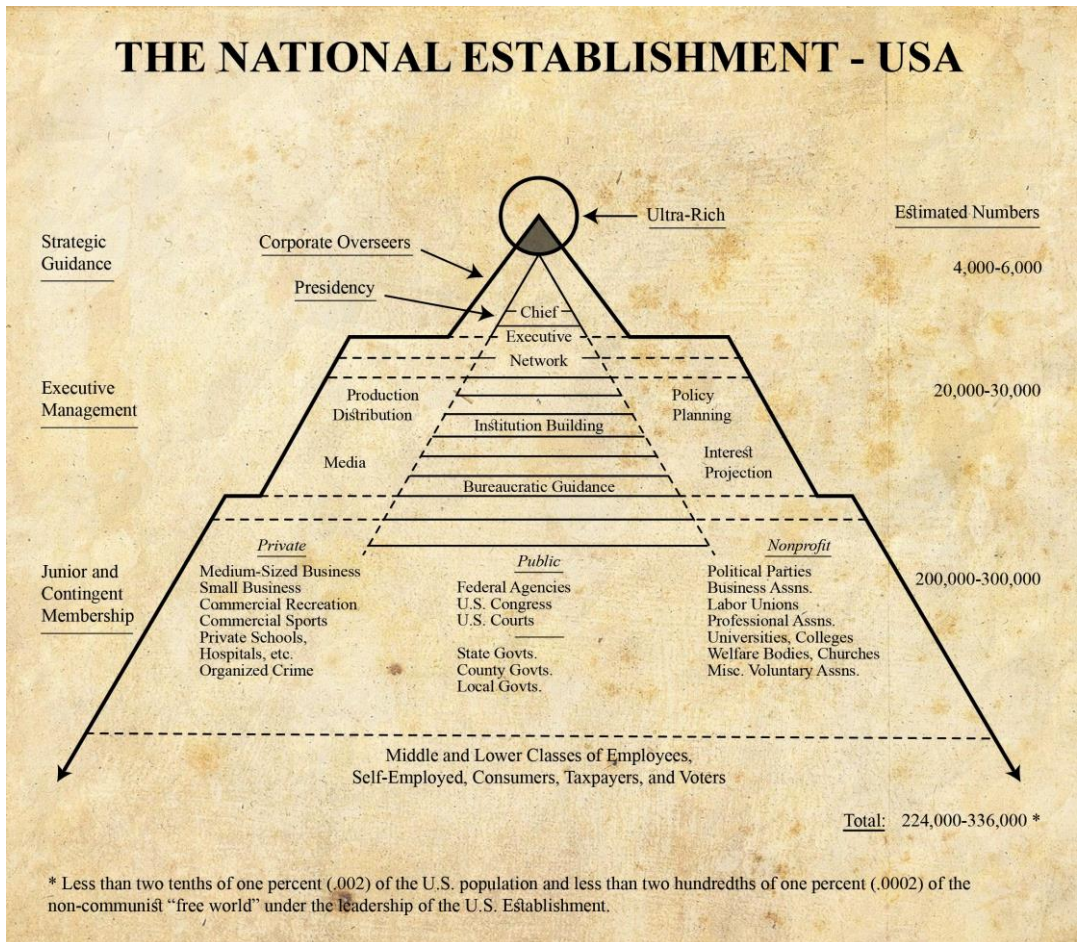 THE NATIONAL ESTABLISHMENT - USA
Ultra-Rich
Estimated Numbers
Strategic
Guidance
Corporate Overseers
4,000-6,000
Presidency
Chief
Executive
Network
Executive
Management
Production
Distribution
Policy
Planning
20,000-30,000
Institution Building
Media
Interest
Projection
Bureaucratic Guidance
Junior and
Contingent
Membership
Private
Medium-Sized Business
Small Business
Commercial Recreation
Commercial Sports
Private Schools,
Hospitals, etc.
Organized Crime
Public
Federal Agencies
U.S. Congress
U.S. Courts
State Govts.
County Govts.
Local Govts.
Nonprofit
Political Parties
Business Assns.
Labor Unions
Professional Assns.
Universities, Colleges
Welfare Bodies, Churches
Misc. Voluntary Assns.
200,000-300,000
Middle and Lower Classes of Employees,
Self-Employed, Consumers, Taxpayers, and Voters
Total: 224,000-336,000 *
* Less than two tenths of one percent (.002) of the U.S. population and less than two hundredths of one percent (.0002) of the
non-communist “free world” under the leadership of the U.S. Establishment.